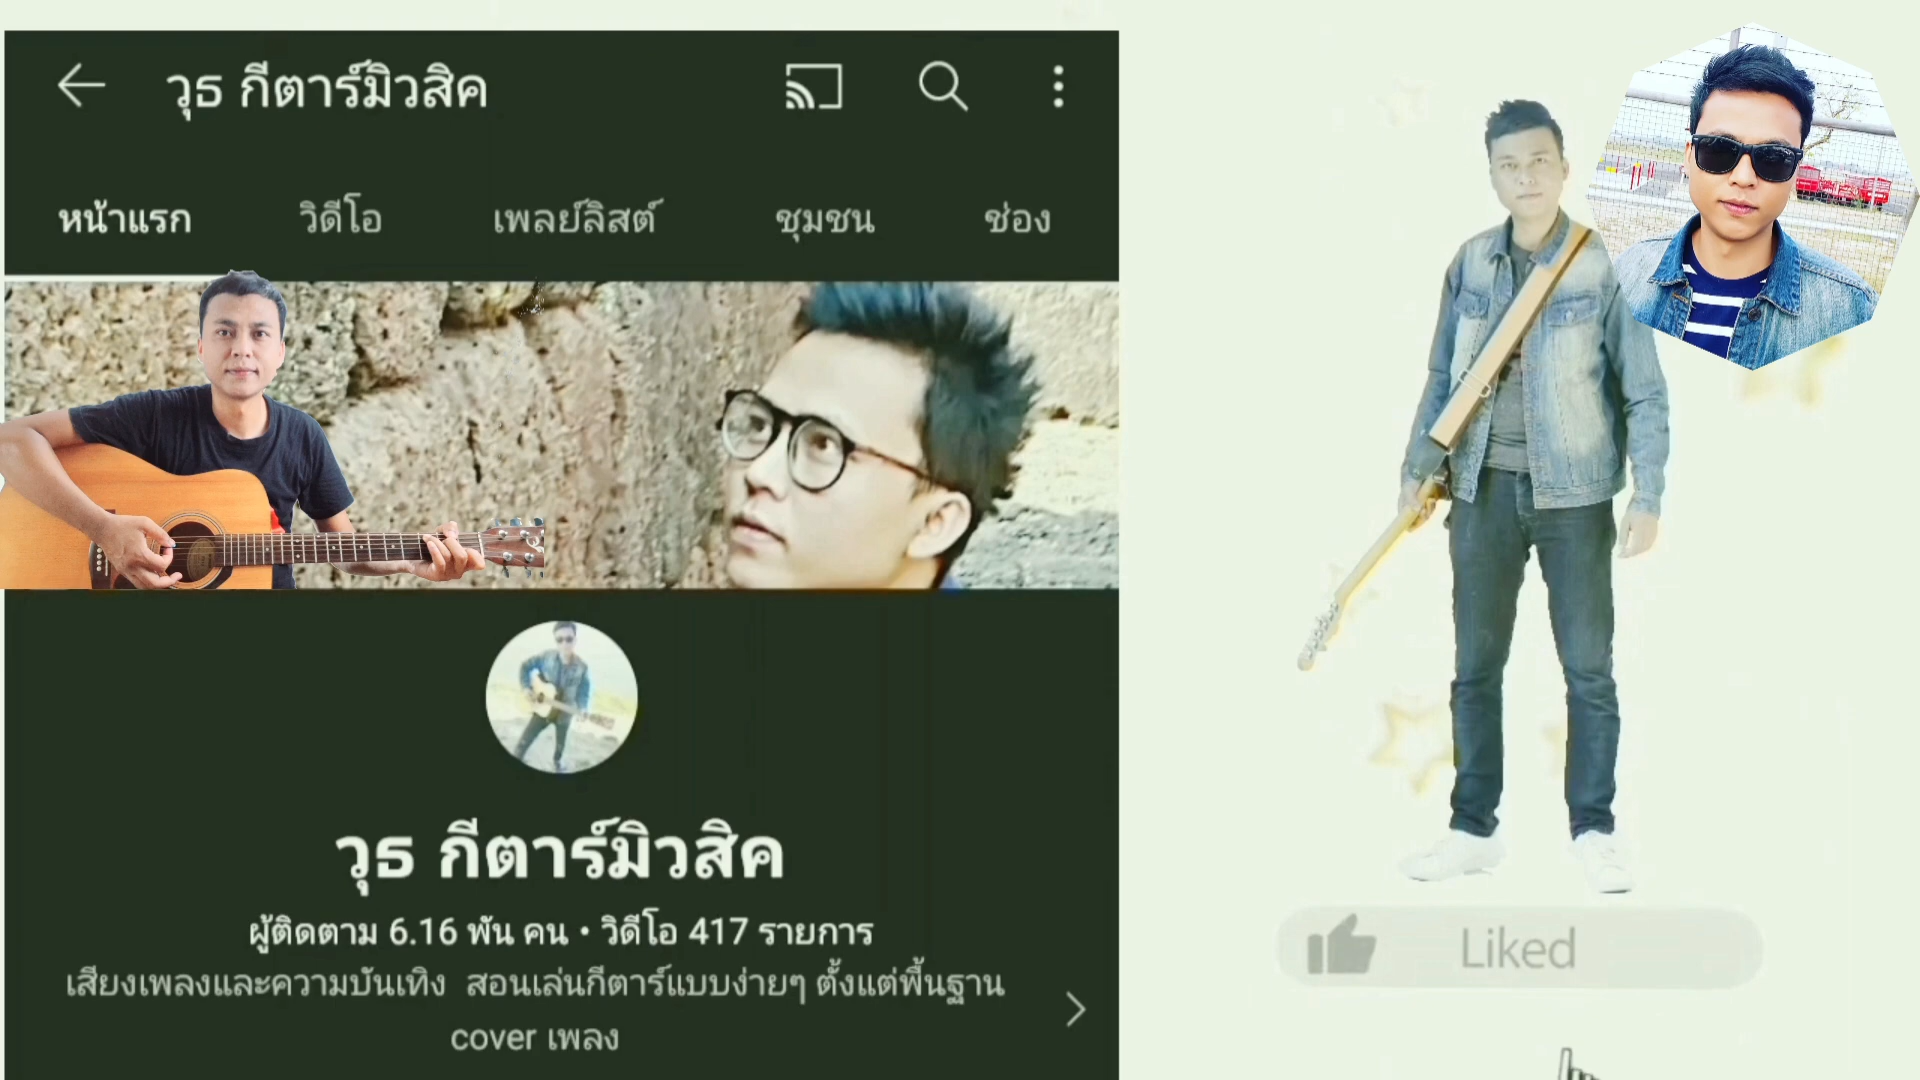 วุธ กีตาร์มิวสิค
หน้าแรก วิดีโอ เพลย์ลิสต์ ชุมชน ช่อง
วุธ กีตาร์มิวสิค
ผู้ติดตาม 6.16 พัน คน • วิดีโอ 417 รายการ
เสียงเพลงและความบันเทิง สอนเล่นกีตาร์แบบง่ายๆ ตั้งแต่พื้นฐาน
cover เพลง
Liked